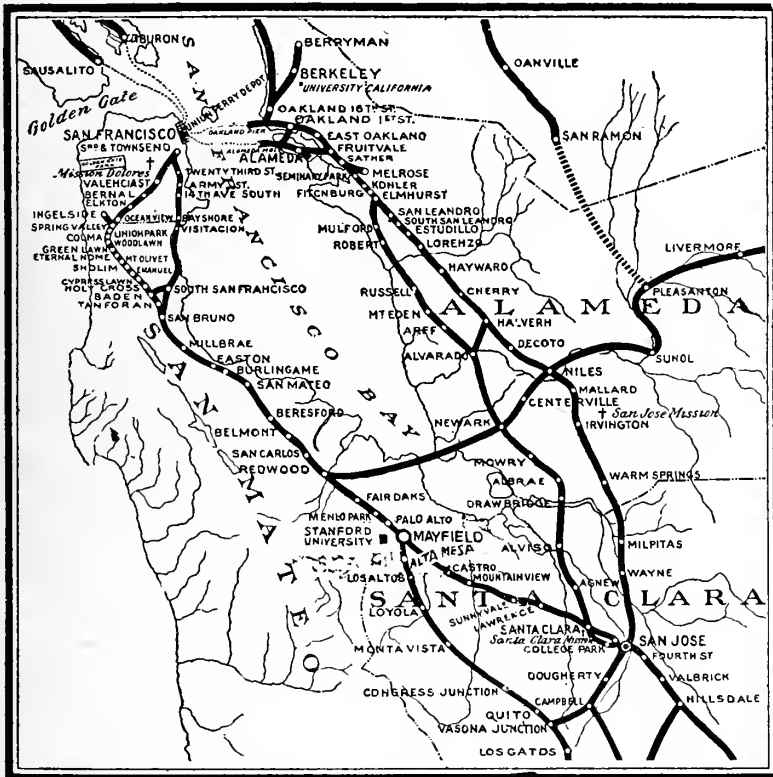 TIBURON
SAUSALITO
Golden Gate
SAN FRANCISCO BAY
UNION FERRY DEPOT
BERRYMAN
BERKELEY
UNIVERSITY CALIFORNIA
DANVILLE
SAN RAMON
OAKLAND 16TH ST.
OAKLAND 1ST ST.
OAKLAND PIER
EAST OAKLAND
FRUITVALE
ALAMEDA
SATHER
SEMINARY PARK
MELROSE
KOHLER
FITCHBURG
ELMHURST
SAN FRANCISCO
3RD & TOWNSEND
Mission Dolores
TWENTY THIRD ST
VALENCIA ST
ARMY ST.
BERNAL
14TH AVE SOUTH
ELKTON
INGELSIDE
OCEAN VIEW
BAYSHORE
SPRING VALLEY
UNION PARK
VISITACION
COLMA
WOODLAWN
GREEN LAWN
MT OLIVET
ETERNAL HOME
EMANUEL
SHOLIM
CYPRESS LAWN
HOLY CROSS
SOUTH SAN FRANCISCO
BADEN
TANFORAN
SAN BRUNO
MILLBRAE
EASTON
BURLINGAME
SAN MATEO
BERESFORD
BELMONT
SAN CARLOS
REDWOOD
SAN MATEO
SAN LEANDRO
SOUTH SAN LEANDRO
MULFORD
ESTUDILLO
ROBERT
LORENZO
HAYWARD
RUSSELL
CHERRY
LIVERMORE
PLEASANTON
ALAMEDA
MT EDEN
HALVERN
AREF
DECOTO
ALVARADO
SUNOL
NILES
MALLARD
CENTERVILLE
San Jose Mission
NEWARK
IRVINGTON
MOWRY
ALBRAE
WARM SPRINGS
DRAWBRIDGE
FAIR OAKS
MENLO PARK
PALO ALTO
STANFORD
UNIVERSITY
MAYFIELD
ALVISO
MILPITAS
ALTA MESA
CASTRO
WAYNE
LOS ALTOS
MOUNTAIN VIEW
AGNEW
SANTA CLARA
LOYOLA
SUNNYVALE
LAWRENCE
SANTA CLARA
Santa Clara Mission
SAN JOSE
COLLEGE PARK
FOURTH ST
MONTA VISTA
DOUGHERTY
VALBRICK
CONGRESS JUNCTION
CAMPBELL
HILLSDALE
QUITO
VASONA JUNCTION
LOS GATOS